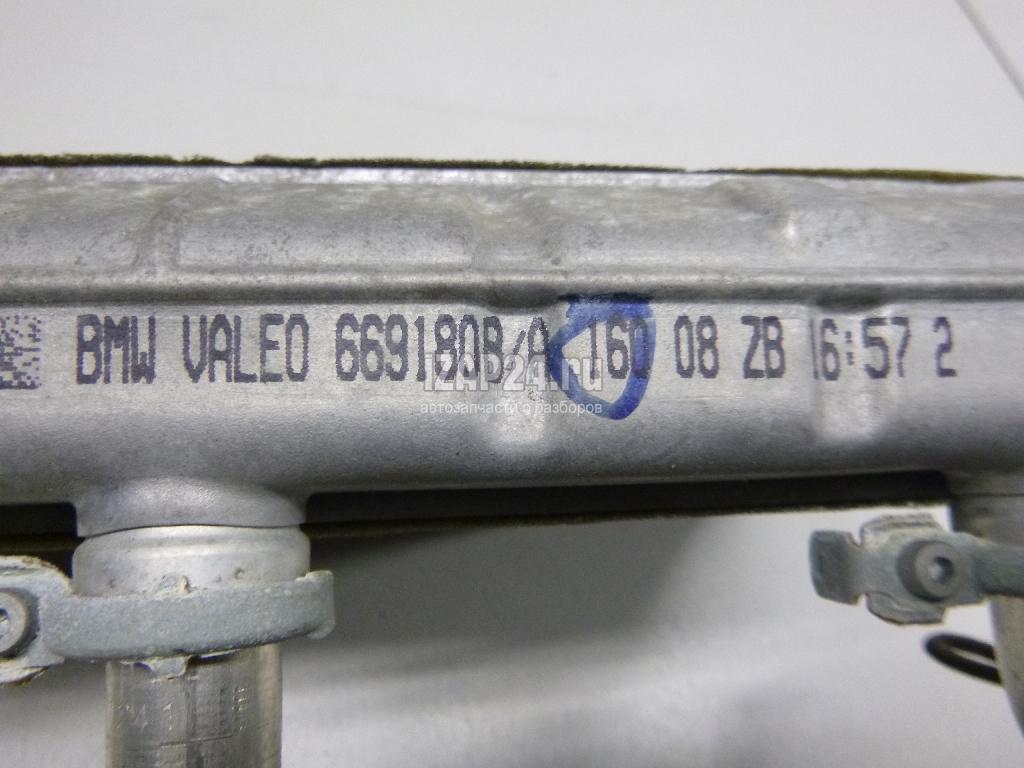 BMW VALEO 669180B/A 160 08 ZB 16:57 2
iZAP24.ru
автозапчасти с разборов